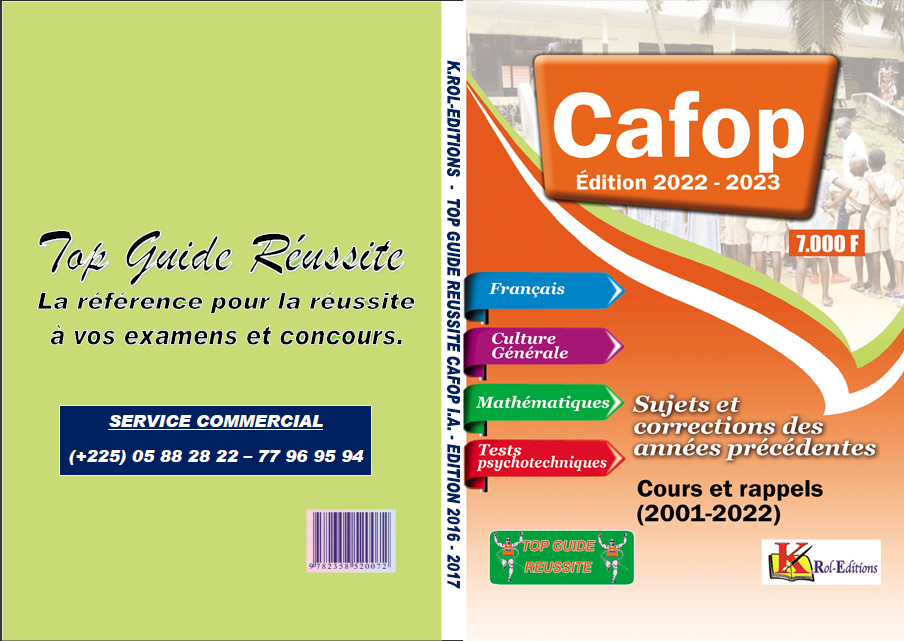 Top Guide Réussite
La référence pour la réussite
à vos examens et concours.
SERVICE COMMERCIAL
(+225) 05 88 28 22 – 77 96 95 94
9 782358 520072
K.ROL-EDITIONS - TOP GUIDE REUSSITE CAFOP I.A. - EDITION 2016 - 2017
Cafop
Édition 2022 - 2023
7.000 F
Français
Culture
Générale
Mathématiques
Tests
psychotechniques
Sujets et
corrections des
années précédentes
Cours et rappels
(2001-2022)
TOP GUIDE
REUSSITE
K
ROL-EDITIONS